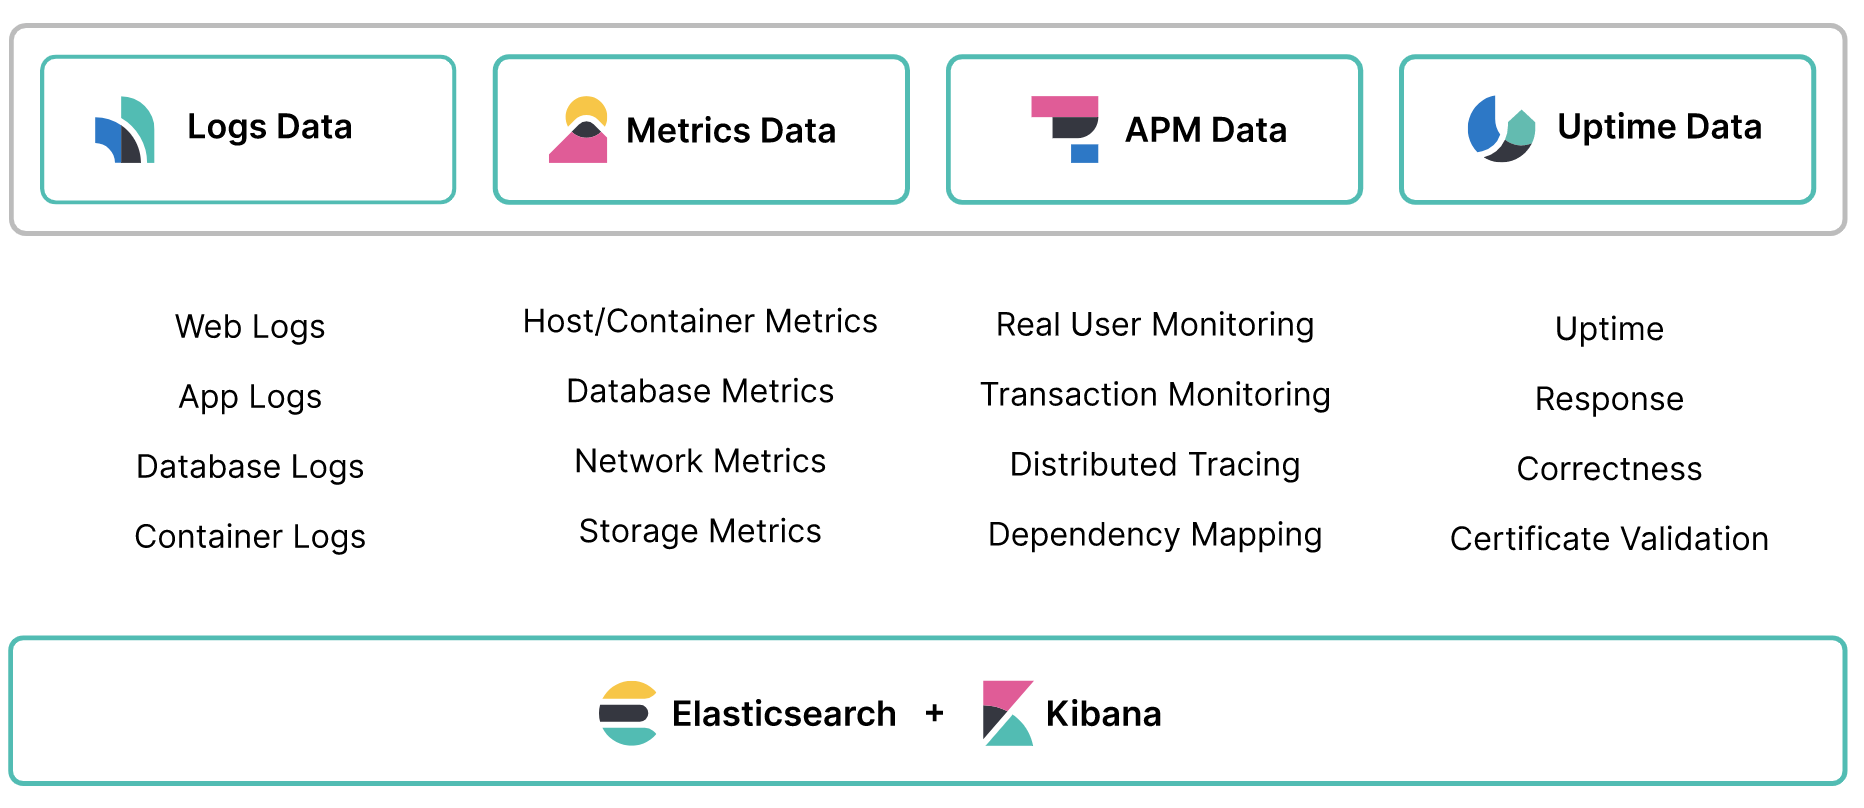 Logs Data
Metrics Data
APM Data
Uptime Data
Web Logs
App Logs
Database Logs
Container Logs
Host/Container Metrics
Database Metrics
Network Metrics
Storage Metrics
Real User Monitoring
Transaction Monitoring
Distributed Tracing
Dependency Mapping
Uptime
Response
Correctness
Certificate Validation
Elasticsearch + Kibana